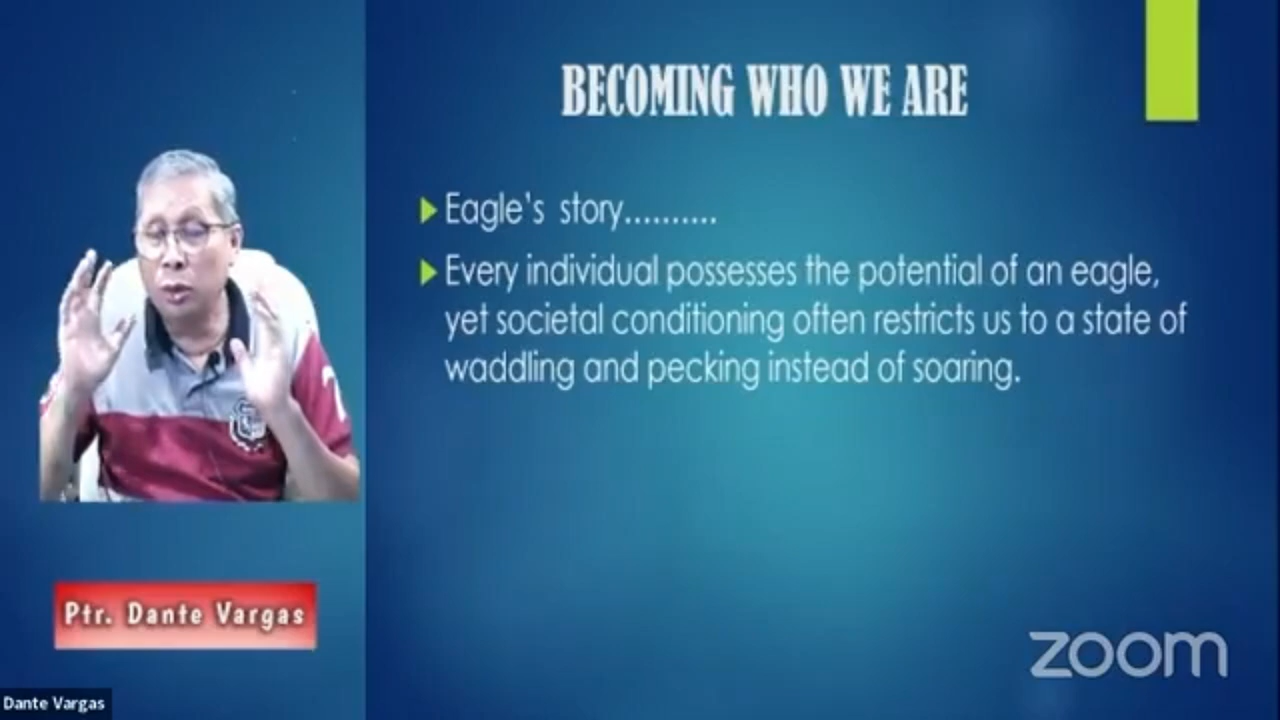 BECOMING WHO WE ARE
Eagle's story..........
Every individual possesses the potential of an eagle,
yet societal conditioning often restricts us to a state of
waddling and pecking instead of soaring.
Ptr. Dante Vargas
zoom
Dante Vargas